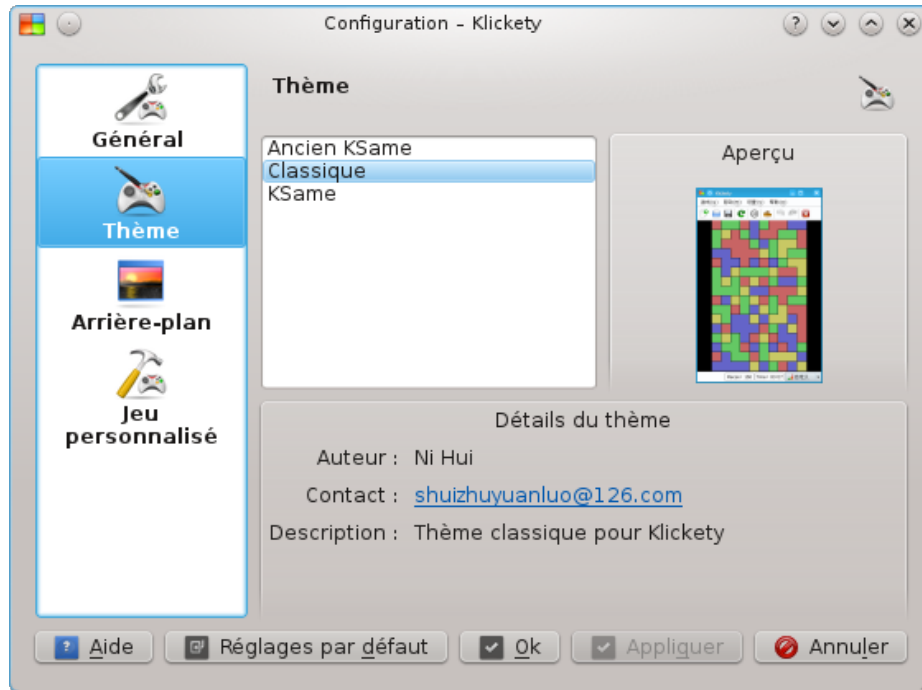 Configuration – Klickety
Général
Thème
Arrière-plan
Jeu
personnalisé
Thème
Ancien KSame
Classique
KSame
Aperçu
Détails du thème
Auteur : Ni Hui
Contact : shuizhuyuanluo@126.com
Description : Thème classique pour Klickety
Aide
Réglages par défaut
Ok
Appliquer
Annuler